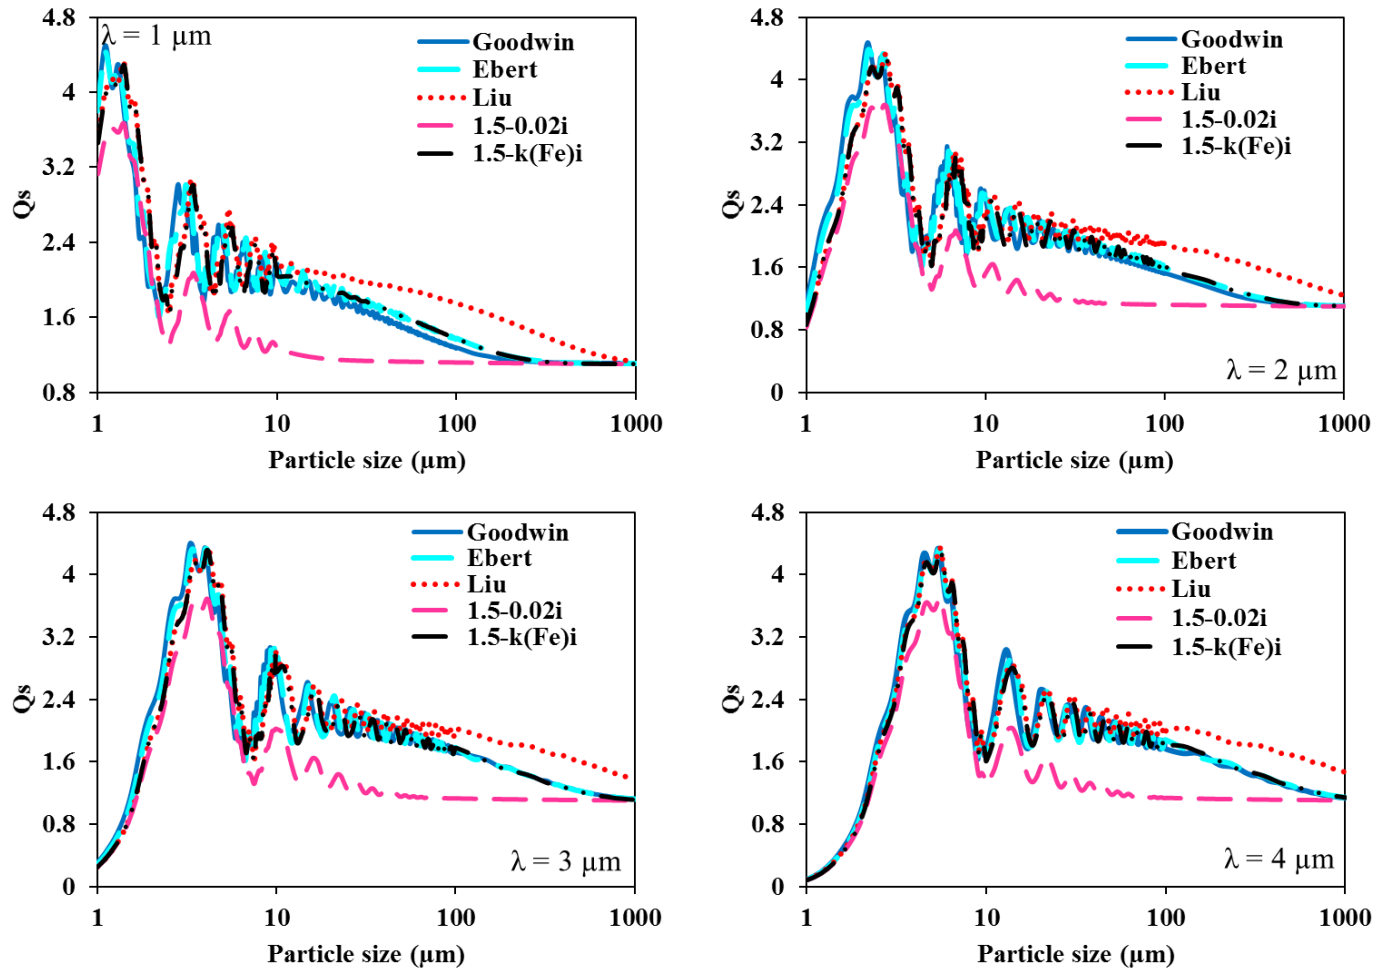 4.8
4
3.2
2.4
1.6
0.8
Qs
λ = 1 µm
Goodwin
Ebert
Liu
1.5-0.02i
1.5-k(Fe)i
1
10
100
1000
Particle size (µm)
4.8
4
3.2
2.4
1.6
0.8
0
Qs
Goodwin
Ebert
Liu
1.5-0.02i
1.5-k(Fe)i
λ = 2 µm
1
10
100
1000
Particle size (µm)
4.8
4
3.2
2.4
1.6
0.8
0
Qs
Goodwin
Ebert
Liu
1.5-0.02i
1.5-k(Fe)i
λ = 3 µm
1
10
100
1000
Particle size (µm)
4.8
4
3.2
2.4
1.6
0.8
0
Qs
Goodwin
Ebert
Liu
1.5-0.02i
1.5-k(Fe)i
λ = 4 µm
1
10
100
1000
Particle size (µm)